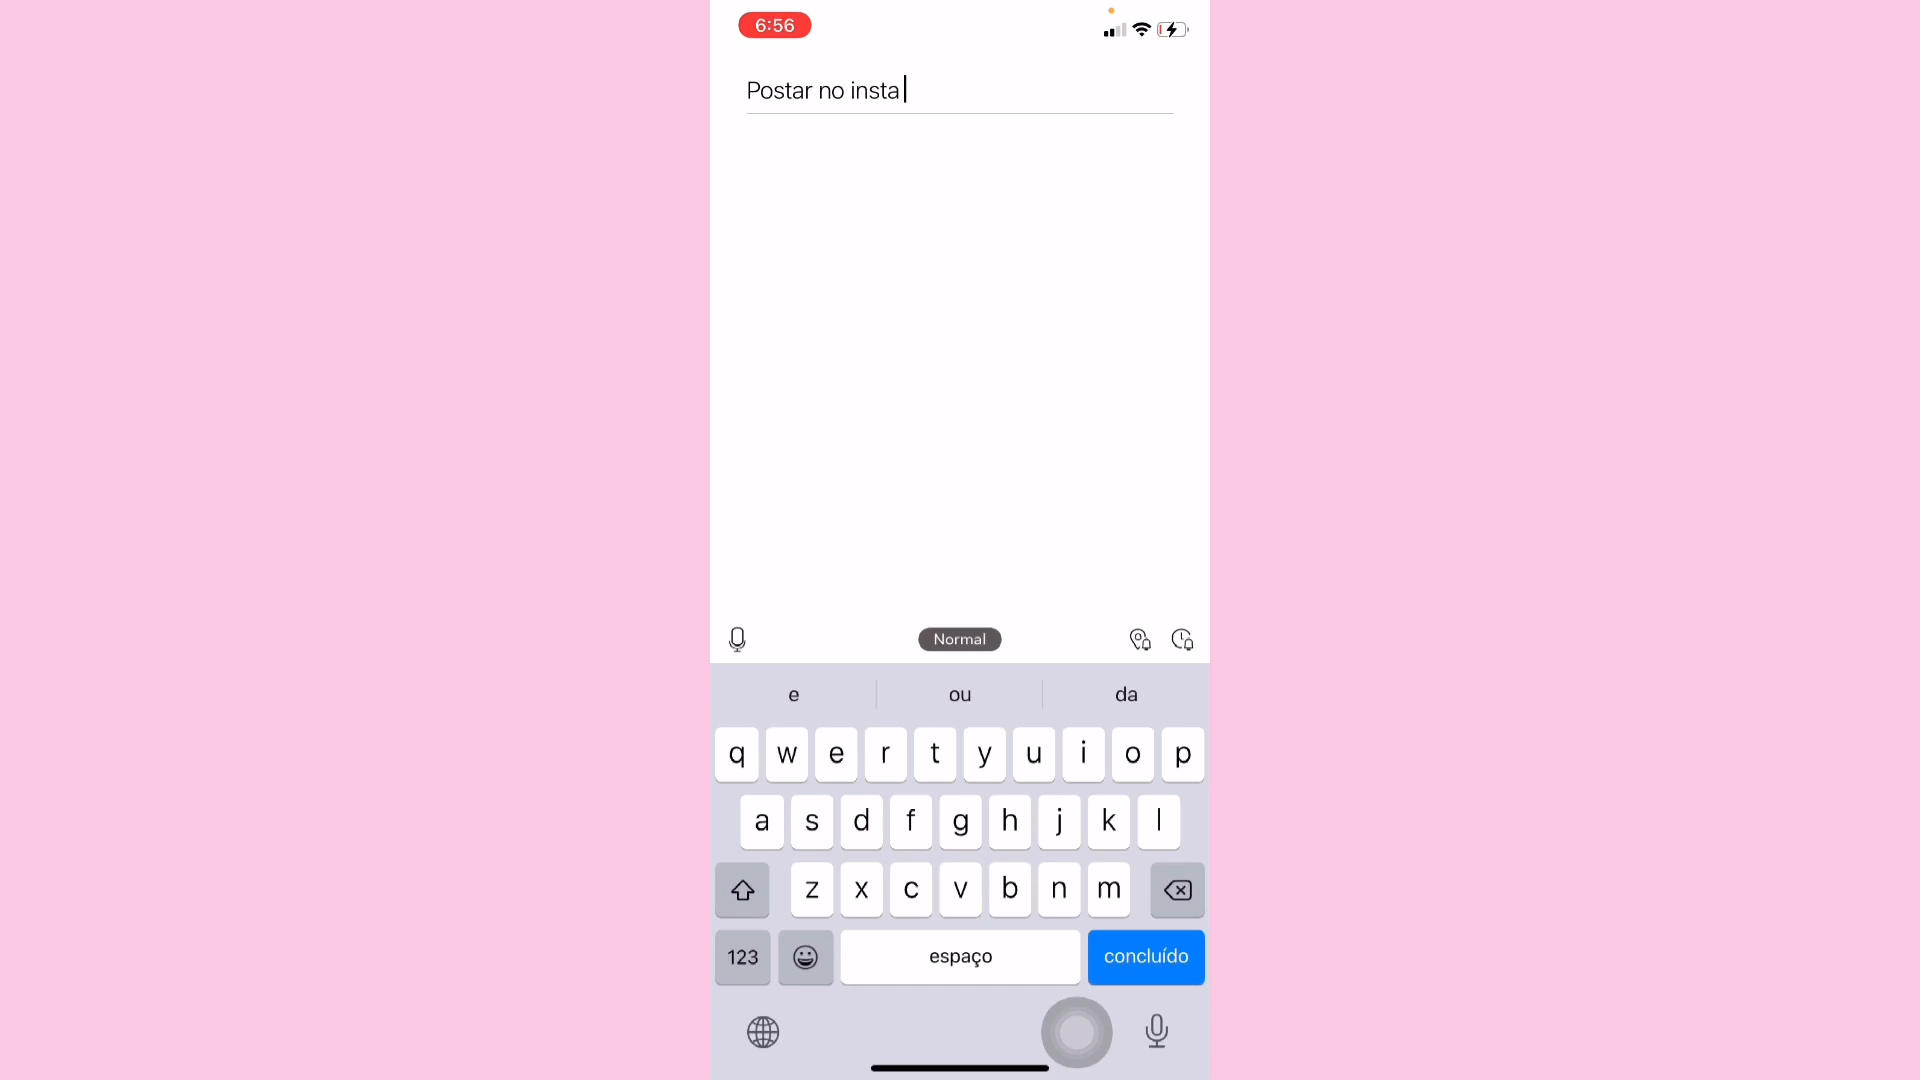 6:56
Postar no insta
Normal
e ou da
q w e r t y u i o p
a s d f g h j k l
z x c v b n m
123 espaço concluído